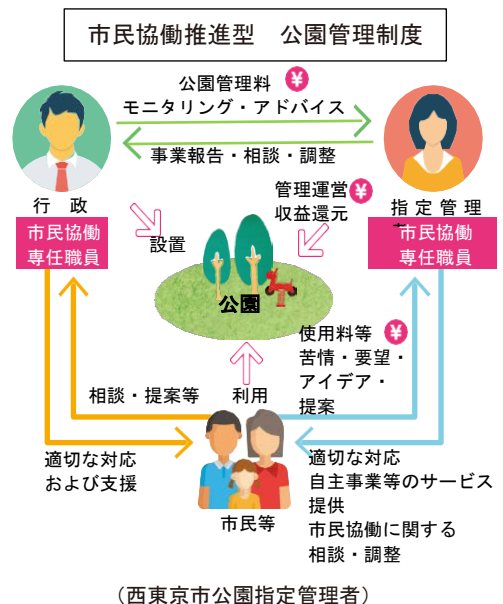 市民協働推進型　公園管理制度
公園管理料 ¥
モニタリング・アドバイス
事業報告・相談・調整
行 政
市民協働
専任職員
管理運営 ¥
収益還元
指定管理
市民協働
専任職員
設置
公園
使用料等 ¥
苦情・要望・
アイデア・
提案
相談・提案等
利用
適切な対応
および支援
市民等
適切な対応
自主事業等のサービス
提供
市民協働に関する
相談・調整
（西東京市公園指定管理者）